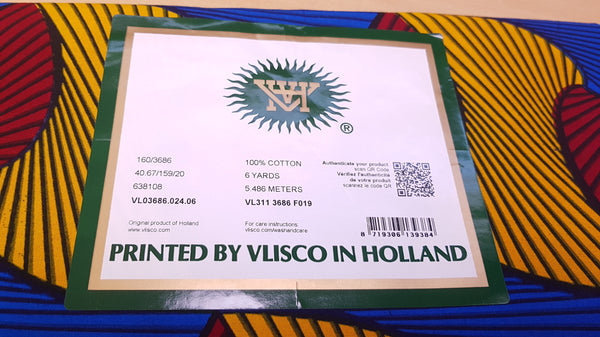 VH
®
160/3686
40.67/159/20
638108
VL03686.024.06
100% COTTON
6 YARDS
5.486 METERS
VL311 3686 F019
Authenticate your product
scan QR Code
Verifiez l'authenticité
de votre produit
scannez le code QR
Original product of Holland
www.vlisco.com
For care instructions:
vlisco.com/washandcare
8 719306 139384
PRINTED BY VLISCO IN HOLLAND